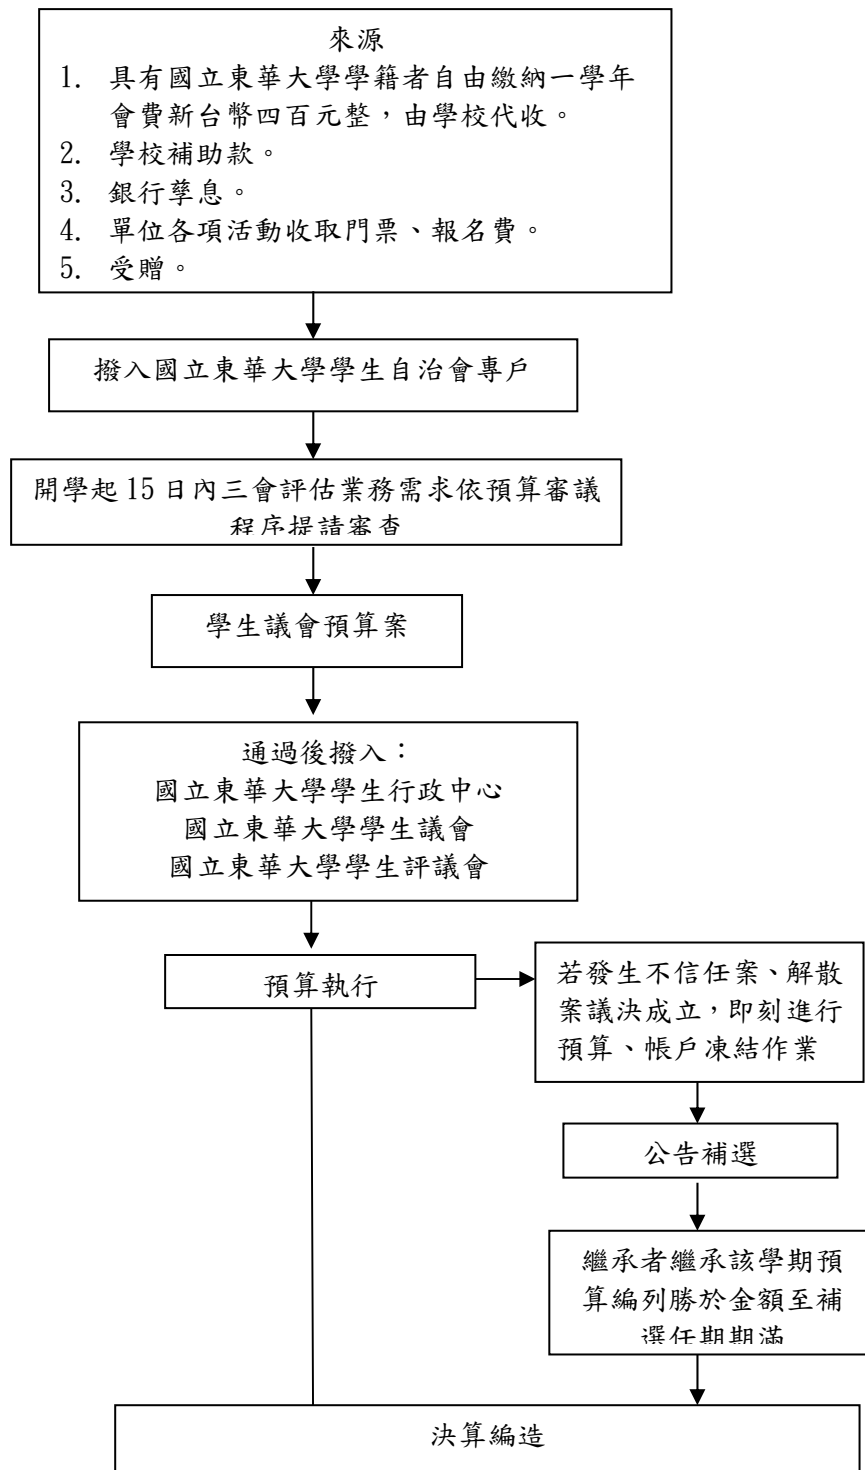 來源
1. 具有國立東華大學學籍者自由繳納一學年
會費新台幣四百元整，由學校代收。
2. 學校補助款。
3. 銀行孳息。
4. 單位各項活動收取門票、報名費。
5. 受贈。
撥入國立東華大學學生自治會專戶
開學起 15 日內三會評估業務需求依預算審議
程序提請審查
學生議會預算案
通過後撥入：
國立東華大學學生行政中心
國立東華大學學生議會
國立東華大學學生評議會
預算執行
若發生不信任案、解散
案議決成立，即刻進行
預算、帳戶凍結作業
公告補選
繼承者繼承該學期預
算編列勝於金額至補
選任期期滿
決算編造